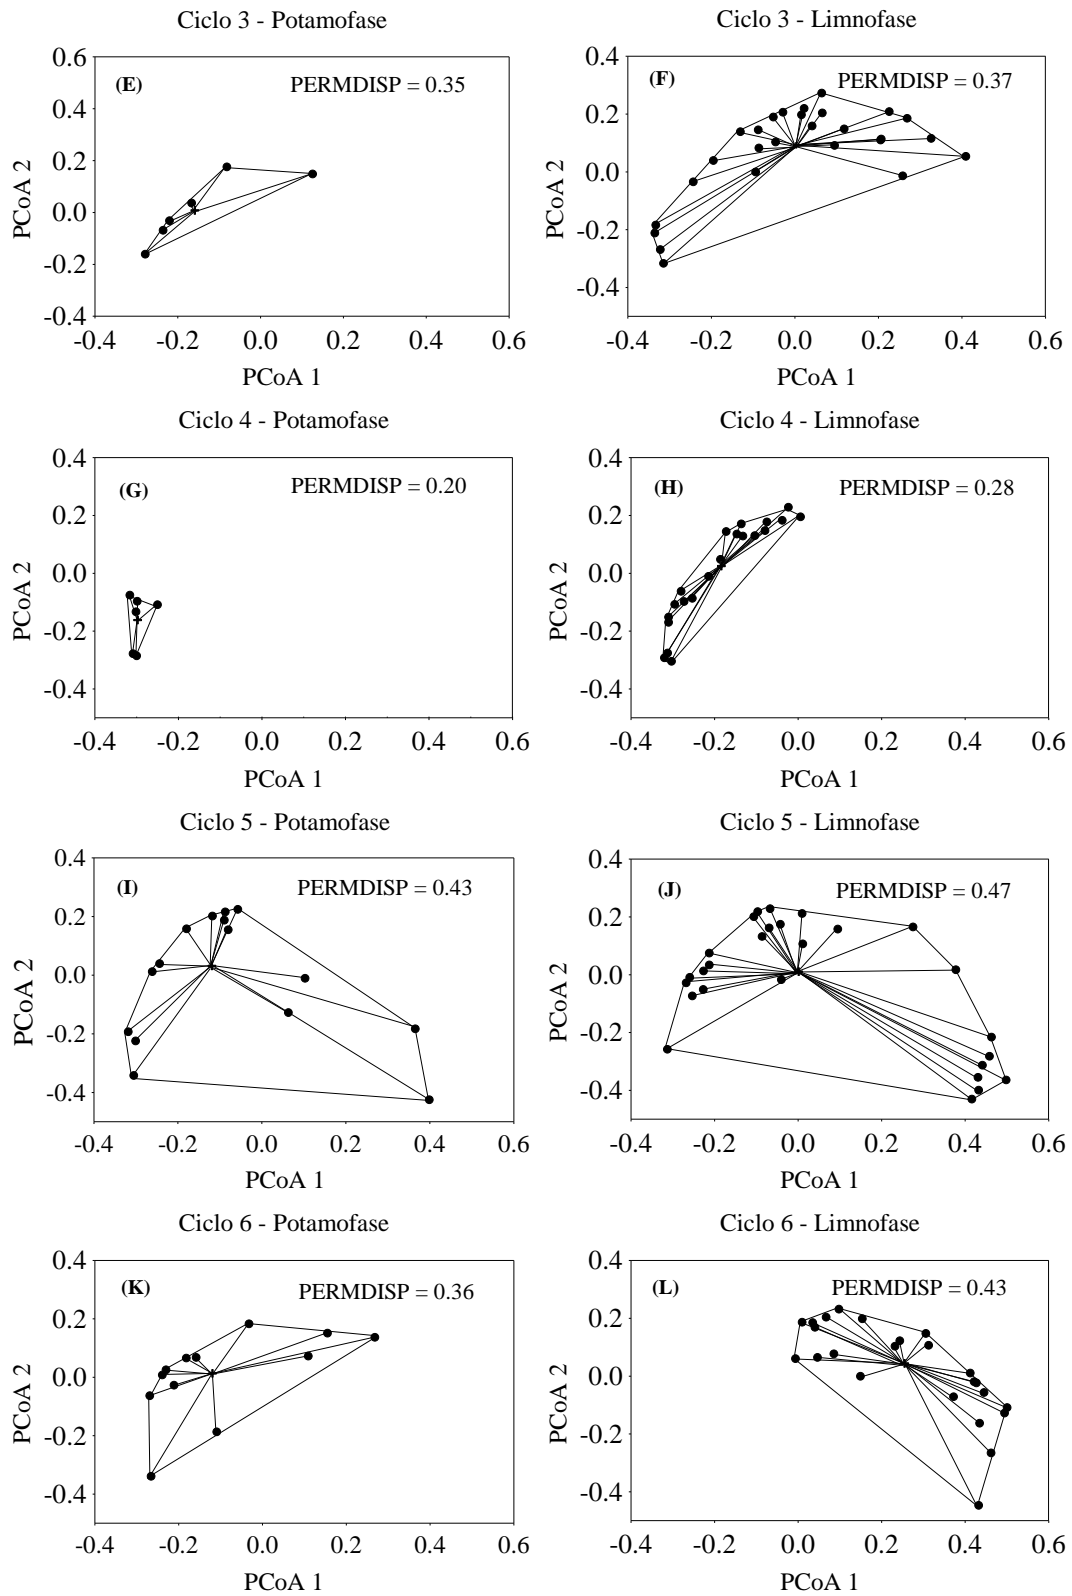 Ciclo 3 - Potamofase
(E)
PERMDISP = 0.35
PCoA 2
0.6
0.4
0.2
0.0
-0.2
-0.4
-0.4 -0.2 0.0 0.2 0.4 0.6
PCoA 1
Ciclo 3 - Limnofase
(F)
PERMDISP = 0.37
PCoA 2
0.4
0.2
0.0
-0.2
-0.4
-0.4 -0.2 0.0 0.2 0.4 0.6
PCoA 1
Ciclo 4 - Potamofase
(G)
PERMDISP = 0.20
PCoA 2
0.4
0.2
0.0
-0.2
-0.4
-0.4 -0.2 0.0 0.2 0.4 0.6
PCoA 1
Ciclo 4 - Limnofase
(H)
PERMDISP = 0.28
PCoA 2
0.4
0.2
0.0
-0.2
-0.4
-0.4 -0.2 0.0 0.2 0.4 0.6
PCoA 1
Ciclo 5 - Potamofase
(I)
PERMDISP = 0.43
PCoA 2
0.4
0.2
0.0
-0.2
-0.4
-0.4 -0.2 0.0 0.2 0.4 0.6
PCoA 1
Ciclo 5 - Limnofase
(J)
PERMDISP = 0.47
PCoA 2
0.4
0.2
0.0
-0.2
-0.4
-0.4 -0.2 0.0 0.2 0.4 0.6
PCoA 1
Ciclo 6 - Potamofase
(K)
PERMDISP = 0.36
PCoA 2
0.4
0.2
0.0
-0.2
-0.4
-0.4 -0.2 0.0 0.2 0.4 0.6
PCoA 1
Ciclo 6 - Limnofase
(L)
PERMDISP = 0.43
PCoA 2
0.4
0.2
0.0
-0.2
-0.4
-0.4 -0.2 0.0 0.2 0.4 0.6
PCoA 1